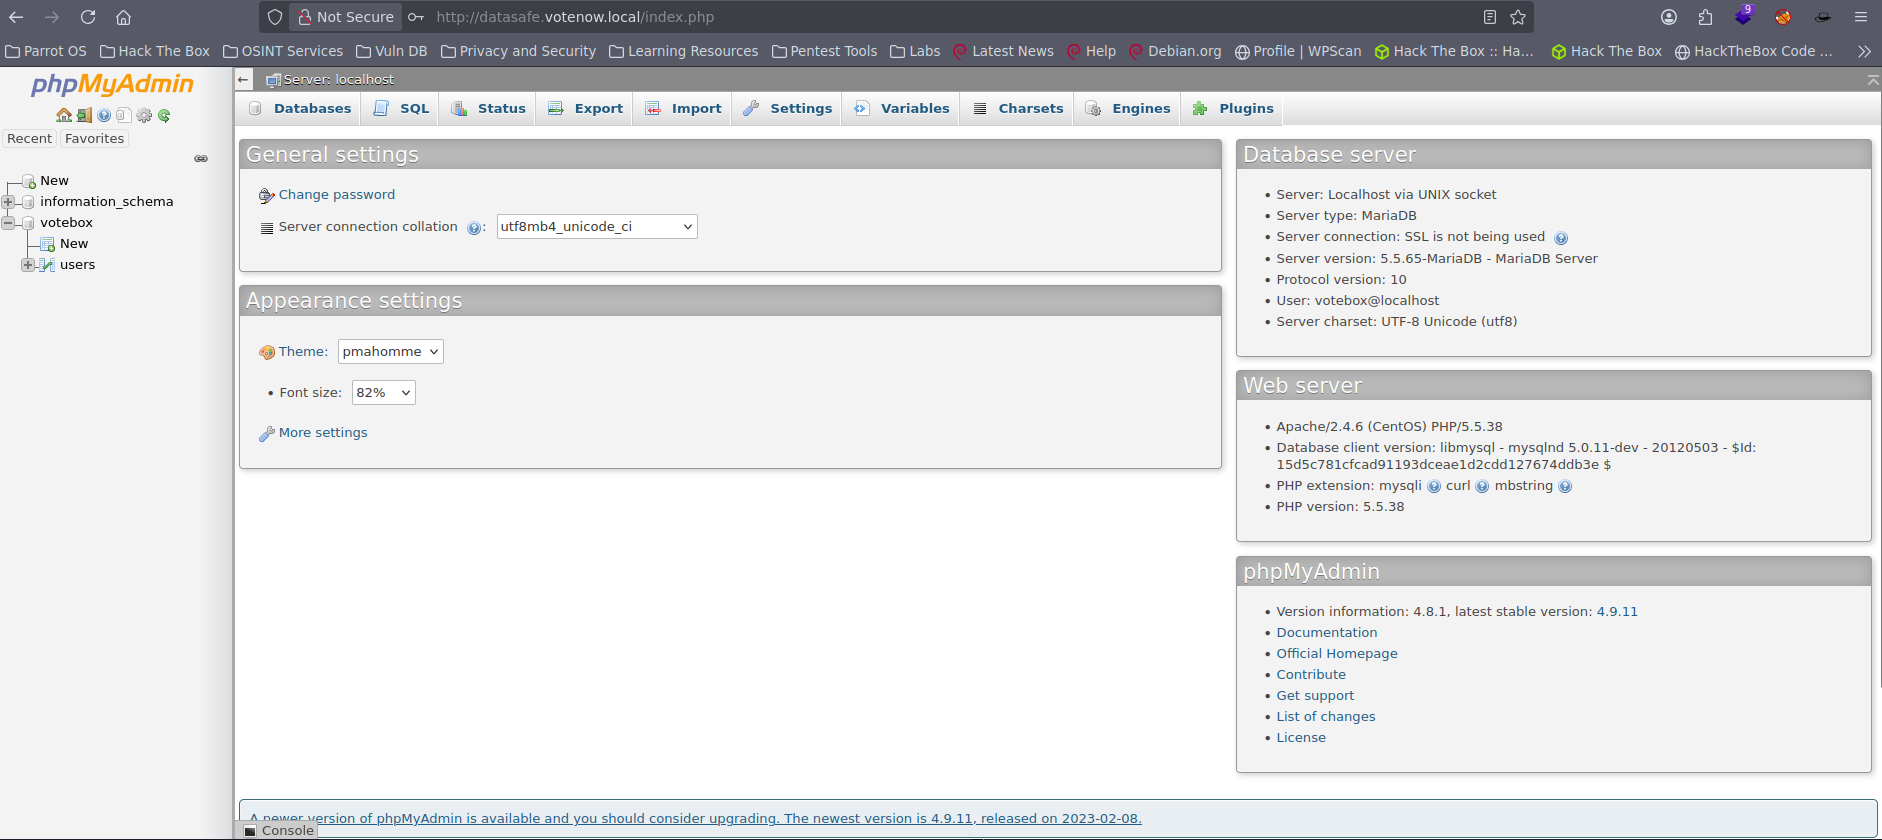 Not Secure
http://datasafe.votenow.local/index.php
9
Parrot OS Hack The Box OSINT Services Vuln DB Privacy and Security Learning Resources Pentest Tools Labs Latest News Help Debian.org Profile | WPScan Hack The Box :: Ha… Hack The Box HackTheBox Code …
phpMyAdmin
Recent Favorites
New
information_schema
votebox
New
users
Server: localhost
Databases SQL Status Export Import Settings Variables Charsets Engines Plugins
General settings
Change password
Server connection collation : utf8mb4_unicode_ci
Appearance settings
Theme: pmahomme
• Font size: 82%
More settings
Database server
• Server: Localhost via UNIX socket
• Server type: MariaDB
• Server connection: SSL is not being used
• Server version: 5.5.65-MariaDB - MariaDB Server
• Protocol version: 10
• User: votebox@localhost
• Server charset: UTF-8 Unicode (utf8)
Web server
• Apache/2.4.6 (CentOS) PHP/5.5.38
• Database client version: libmysql - mysqlnd 5.0.11-dev - 20120503 - $Id:
15d5c781cfcad91193dceae1d2cdd127674ddb3e $
• PHP extension: mysqli curl mbstring
• PHP version: 5.5.38
phpMyAdmin
• Version information: 4.8.1, latest stable version: 4.9.11
• Documentation
• Official Homepage
• Contribute
• Get support
• List of changes
• License
A newer version of phpMyAdmin is available and you should consider upgrading. The newest version is 4.9.11, released on 2023-02-08.
Console